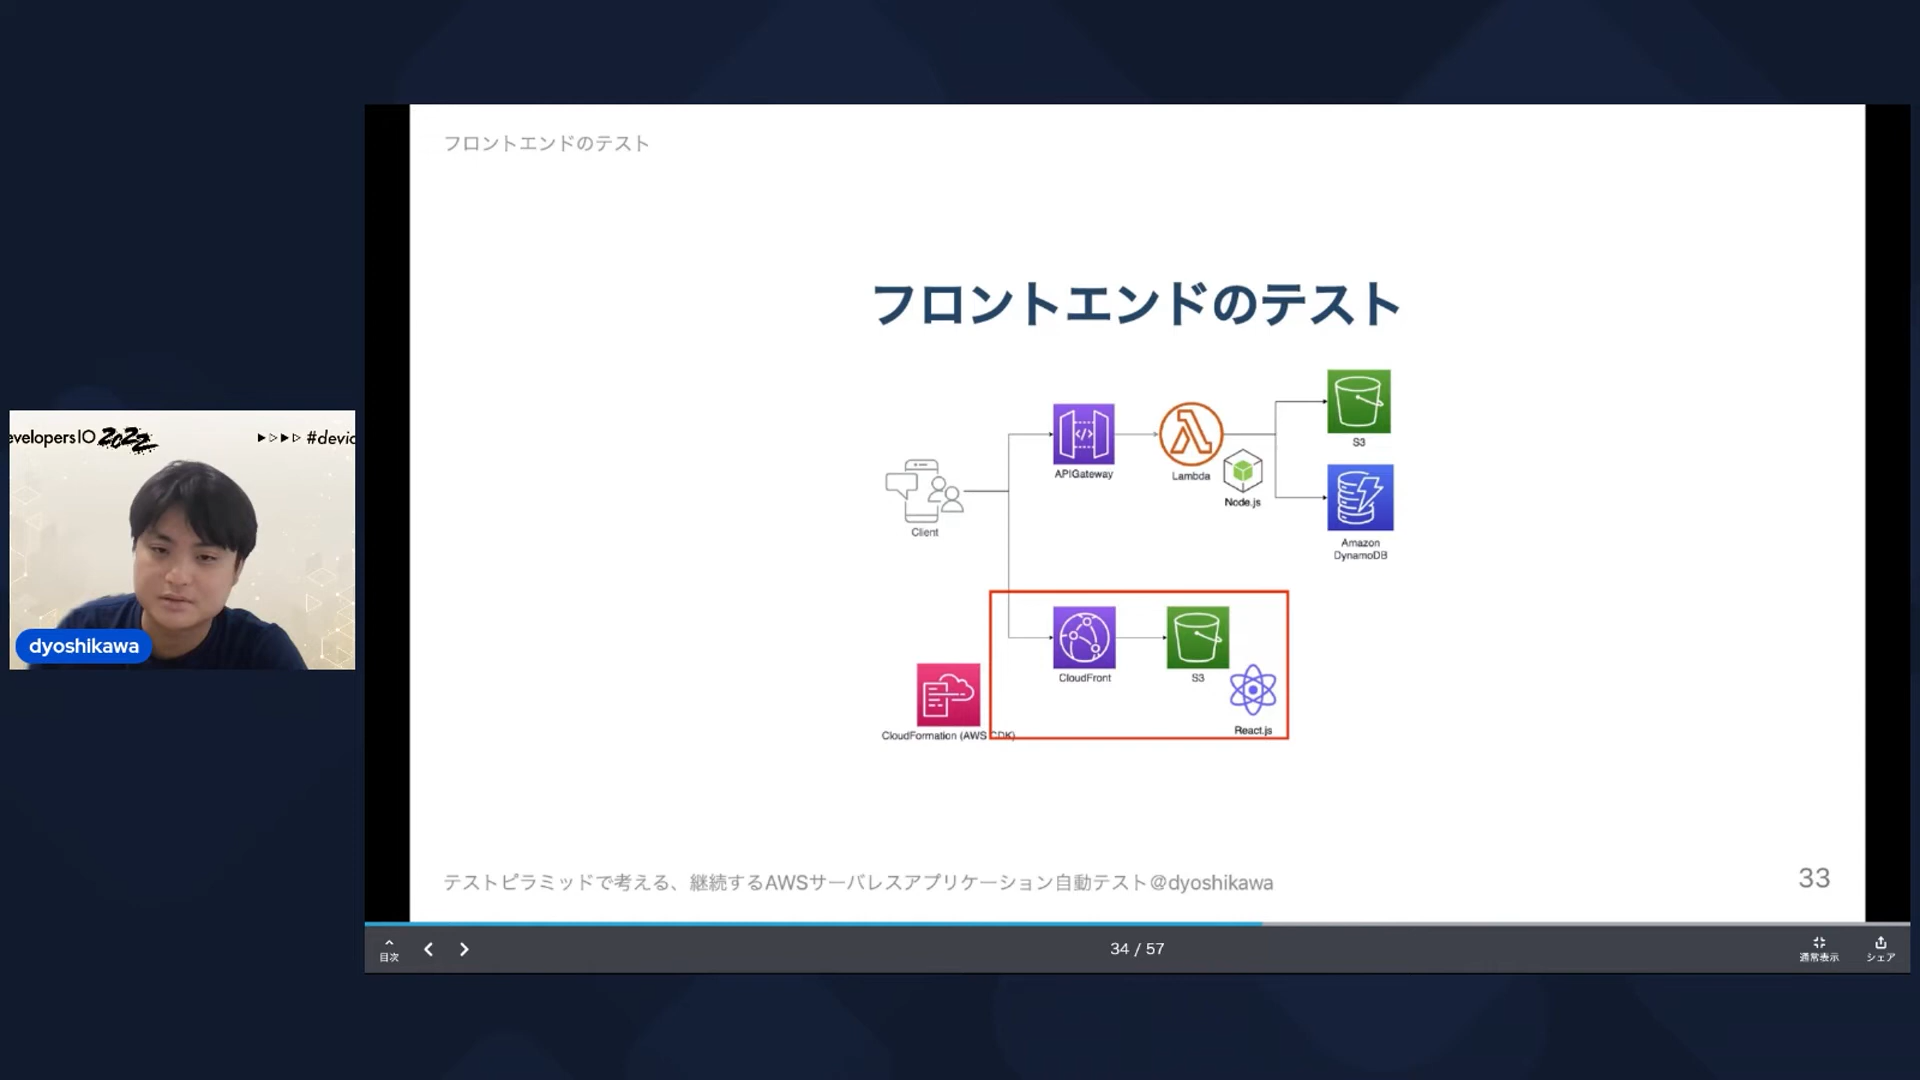 フロントエンドのテスト
フロントエンドのテスト
S3
APIGateway
Lambda
Node.js
Client
Amazon
DynamoDB
CloudFront
S3
React.js
CloudFormation (AWS CDK)
テストピラミッドで考える、継続するAWSサーバレスアプリケーション自動テスト@dyoshikawa
33
evelopersIO 2022
#devio
dyoshikawa
目次
34 / 57
通常表示
シェア